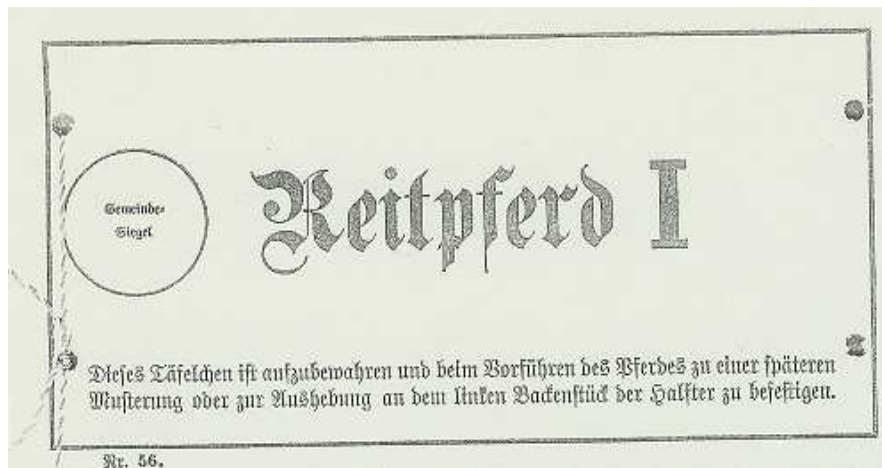 Gemeinde-
Siegel
Reitpferd I
Dieses Täfelchen ist aufzubewahren und beim Vorführen des Pferdes zu einer späteren
Musterung oder zur Aushebung an dem linken Backenstück der Halfter zu befestigen.
Nr. 56.